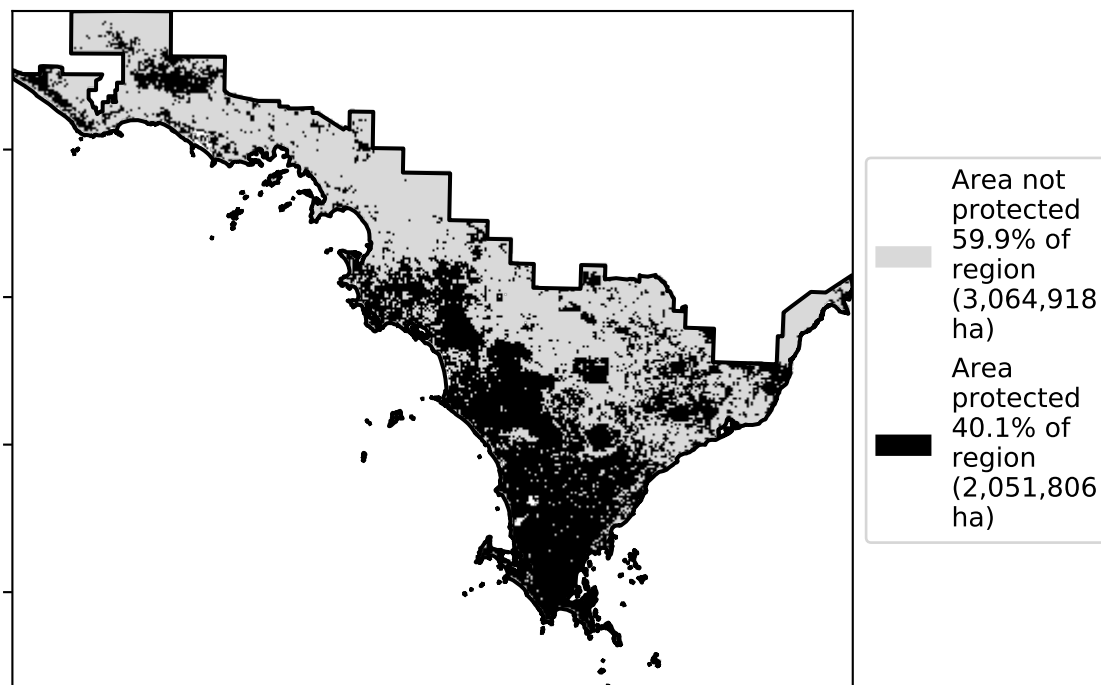 Area not
protected
59.9% of
region
(3,064,918
ha)
Area
protected
40.1% of
region
(2,051,806
ha)